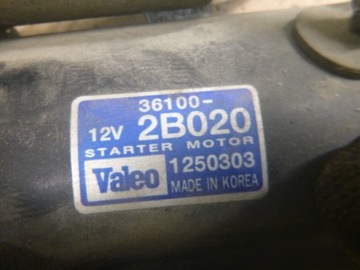 36100-
12V 2B020
STARTER MOTOR
Valeo 1250303
MADE IN KOREA